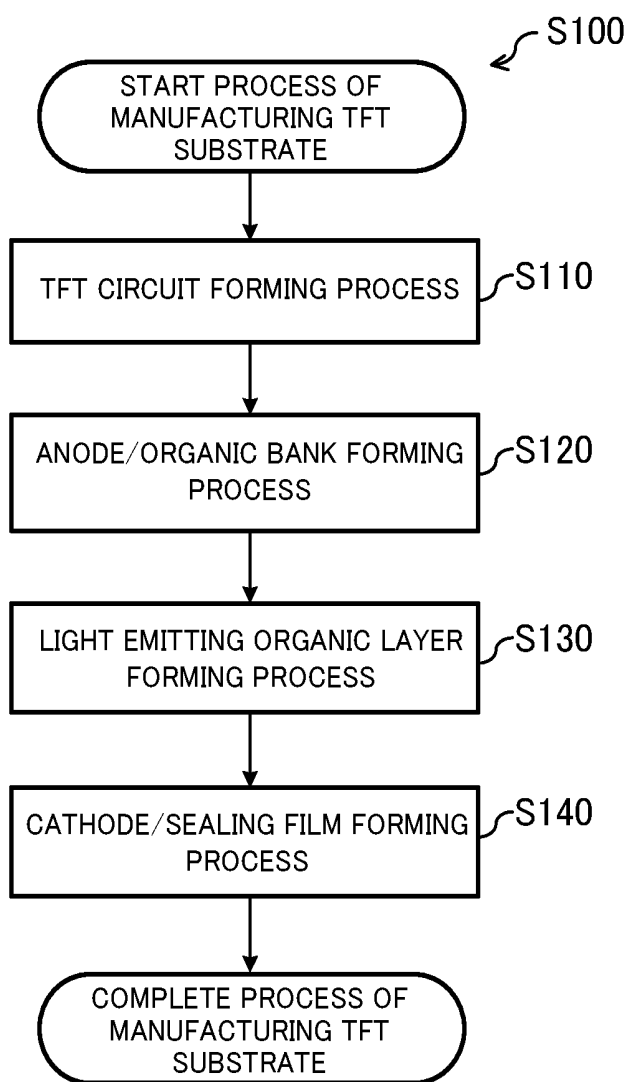 S100
START PROCESS OF
MANUFACTURING TFT
SUBSTRATE
TFT CIRCUIT FORMING PROCESS
S110
ANODE/ORGANIC BANK FORMING
PROCESS
S120
LIGHT EMITTING ORGANIC LAYER
FORMING PROCESS
S130
CATHODE/SEALING FILM FORMING
PROCESS
S140
COMPLETE PROCESS OF
MANUFACTURING TFT
SUBSTRATE